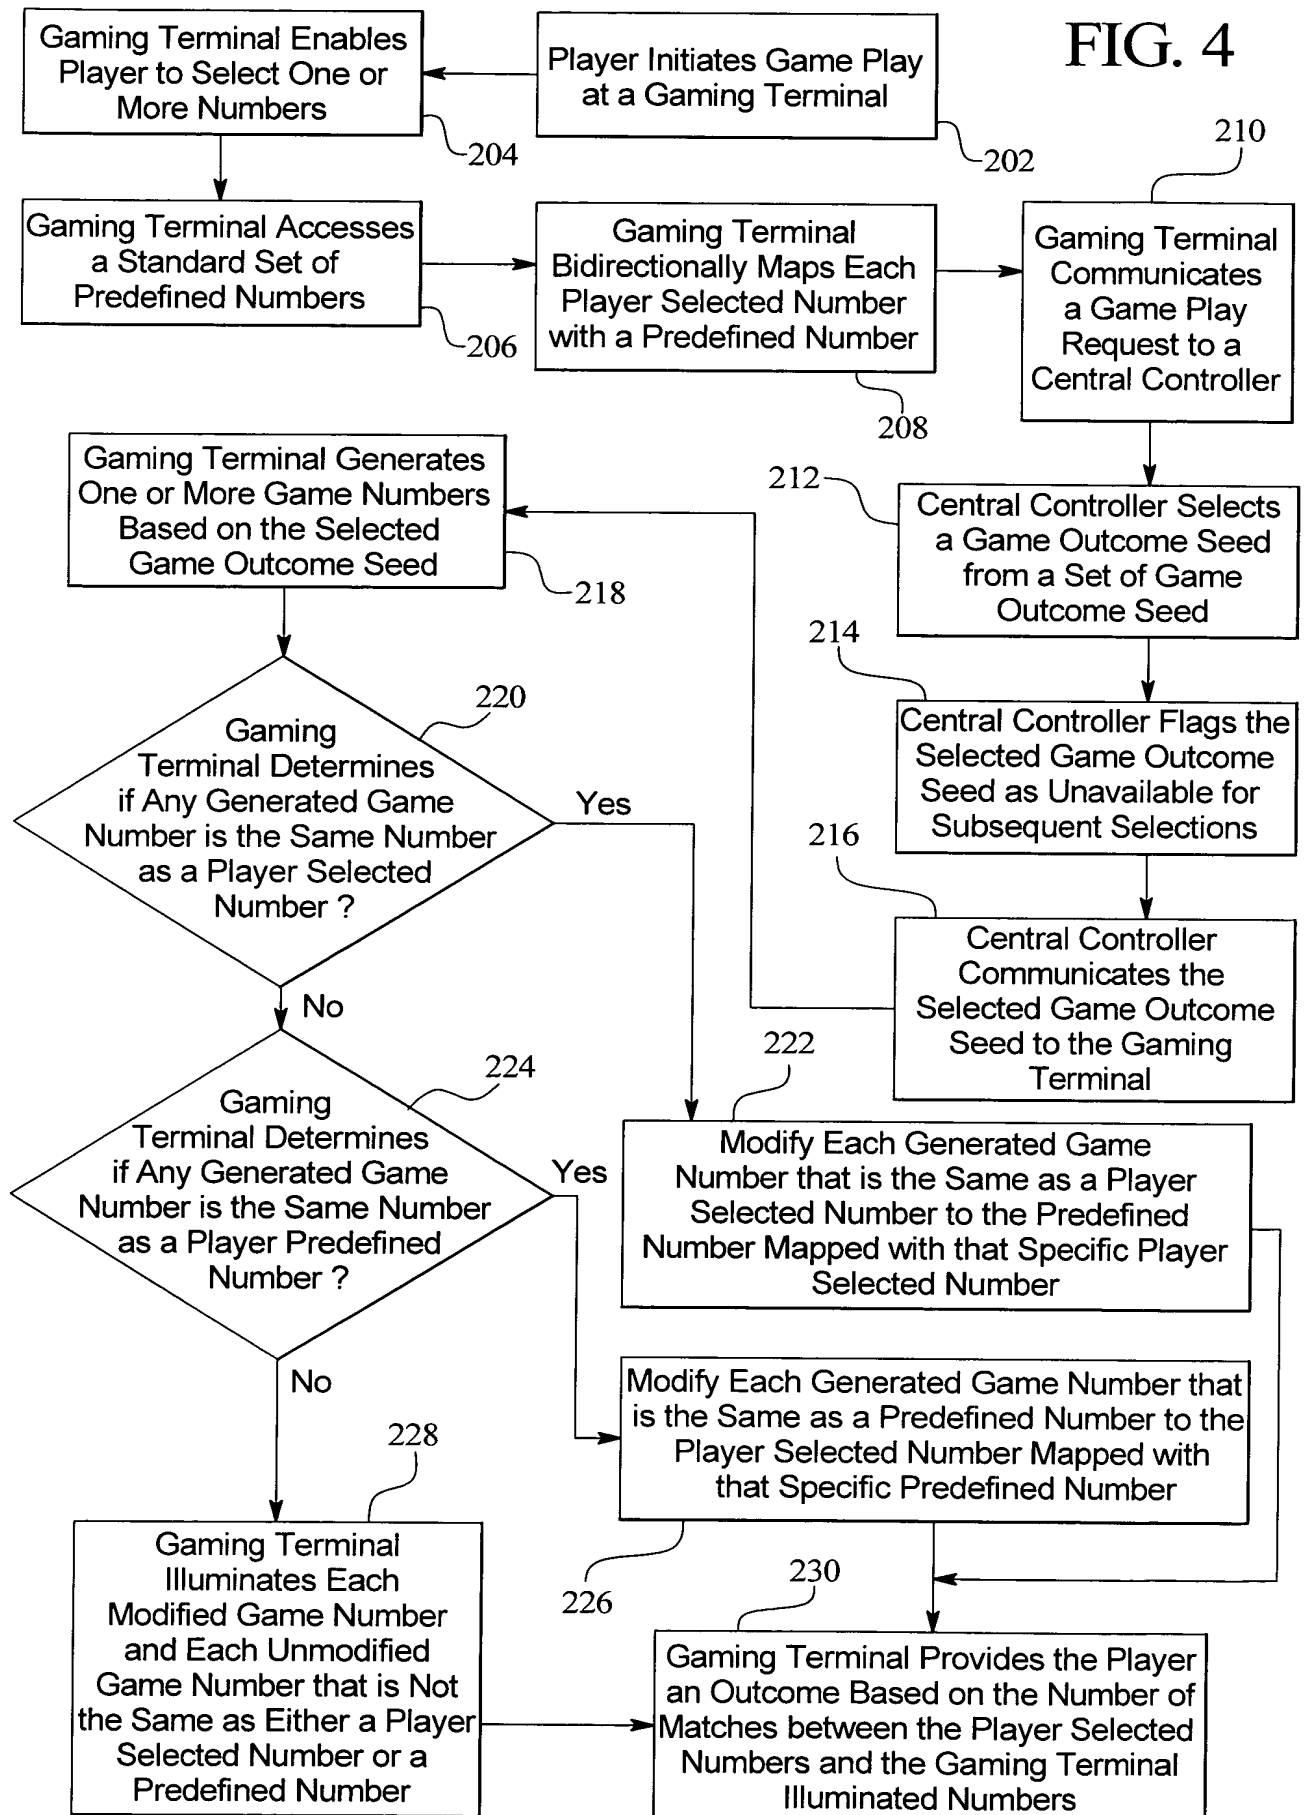 FIG. 4
Player Initiates Game Play
at a Gaming Terminal
202
Gaming Terminal Enables
Player to Select One or
More Numbers
204
Gaming Terminal Accesses
a Standard Set of
Predefined Numbers
206
Gaming Terminal
Bidirectionally Maps Each
Player Selected Number
with a Predefined Number
208
210
Gaming Terminal
Communicates
a Game Play
Request to a
Central Controller
212
Central Controller Selects
a Game Outcome Seed
from a Set of Game
Outcome Seed
214
Central Controller Flags the
Selected Game Outcome
Seed as Unavailable for
Subsequent Selections
216
Central Controller
Communicates the
Selected Game Outcome
Seed to the Gaming
Terminal
Gaming Terminal Generates
One or More Game Numbers
Based on the Selected
Game Outcome Seed
218
220
Gaming
Terminal Determines
if Any Generated Game
Number is the Same Number
as a Player Selected
Number ?
Yes
No
222
Modify Each Generated Game
Number that is the Same as a Player
Selected Number to the Predefined
Number Mapped with that Specific Player
Selected Number
224
Gaming
Terminal Determines
if Any Generated Game
Number is the Same Number
as a Player Predefined
Number ?
Yes
No
Modify Each Generated Game Number that
is the Same as a Predefined Number to the
Player Selected Number Mapped with
that Specific Predefined Number
226
228
Gaming Terminal
Illuminates Each
Modified Game Number
and Each Unmodified
Game Number that is Not
the Same as Either a Player
Selected Number or a
Predefined Number
230
Gaming Terminal Provides the Player
an Outcome Based on the Number of
Matches between the Player Selected
Numbers and the Gaming Terminal
Illuminated Numbers